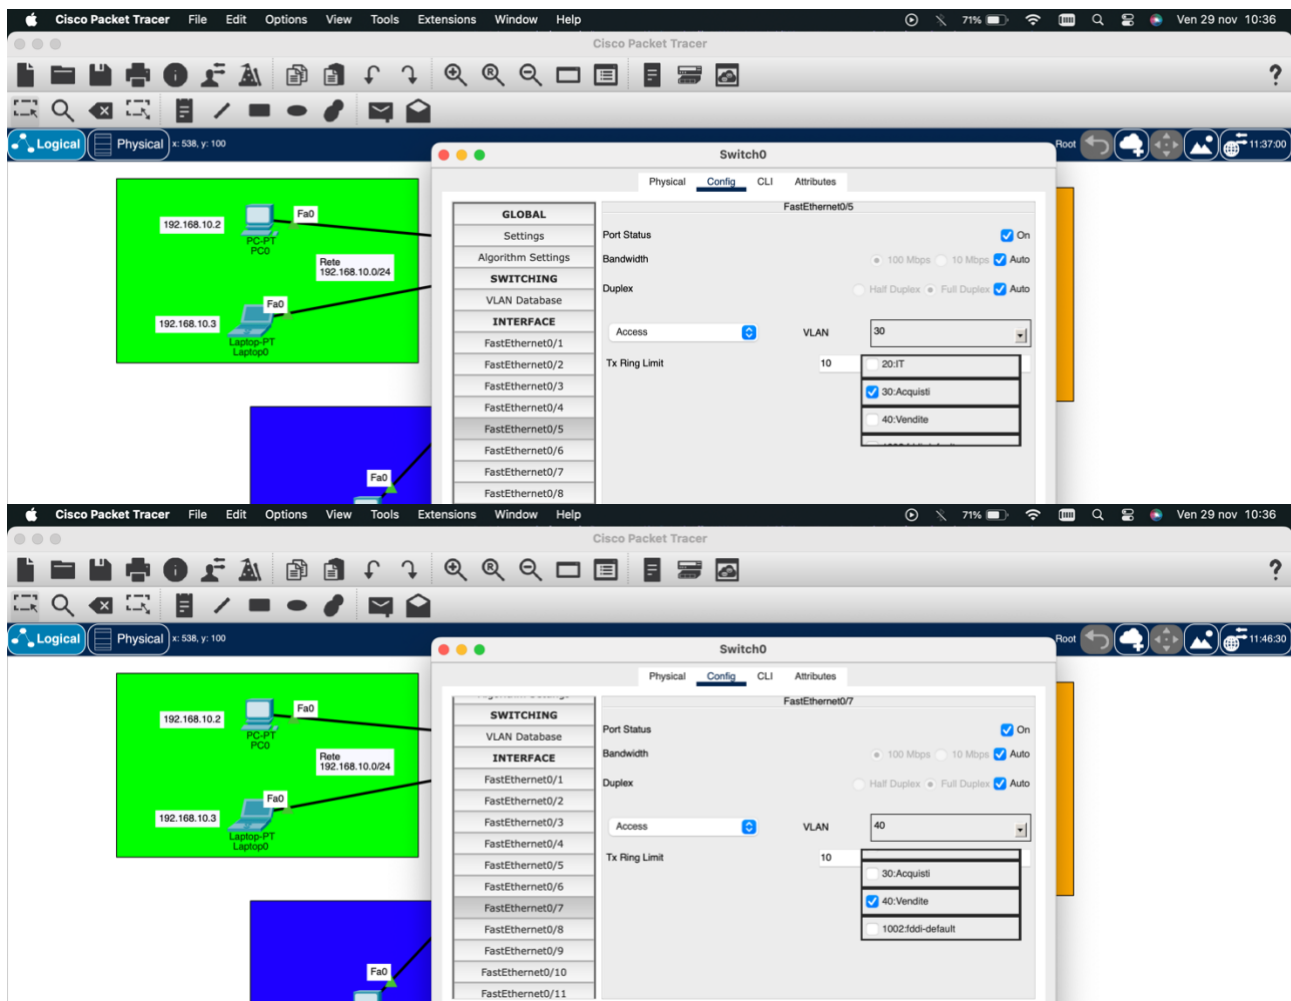 Cisco Packet Tracer File Edit Options View Tools Extensions Window Help 71% Ven 29 nov 10:36
Cisco Packet Tracer
Logical Physical x: 538, y: 100 Root 11:37:00
Switch0
Physical Config CLI Attributes
FastEthernet0/5
GLOBAL
Settings
Algorithm Settings
SWITCHING
VLAN Database
INTERFACE
FastEthernet0/1
FastEthernet0/2
FastEthernet0/3
FastEthernet0/4
FastEthernet0/5
FastEthernet0/6
FastEthernet0/7
FastEthernet0/8
Port Status On
Bandwidth 100 Mbps 10 Mbps Auto
Duplex Half Duplex Full Duplex Auto
Access VLAN 30
Tx Ring Limit 10
20:IT
30:Acquisti
40:Vendite
192.168.10.2
Fa0
PC-PT
PC0
Rete
192.168.10.0/24
Fa0
192.168.10.3
Laptop-PT
Laptop0
Fa0
Cisco Packet Tracer File Edit Options View Tools Extensions Window Help 71% Ven 29 nov 10:36
Cisco Packet Tracer
Logical Physical x: 538, y: 100 Root 11:46:30
Switch0
Physical Config CLI Attributes
FastEthernet0/7
SWITCHING
VLAN Database
INTERFACE
FastEthernet0/1
FastEthernet0/2
FastEthernet0/3
FastEthernet0/4
FastEthernet0/5
FastEthernet0/6
FastEthernet0/7
FastEthernet0/8
FastEthernet0/9
FastEthernet0/10
FastEthernet0/11
Port Status On
Bandwidth 100 Mbps 10 Mbps Auto
Duplex Half Duplex Full Duplex Auto
Access VLAN 40
Tx Ring Limit 10
30:Acquisti
40:Vendite
1002:fddi-default
192.168.10.2
Fa0
PC-PT
PC0
Rete
192.168.10.0/24
Fa0
192.168.10.3
Laptop-PT
Laptop0
Fa0